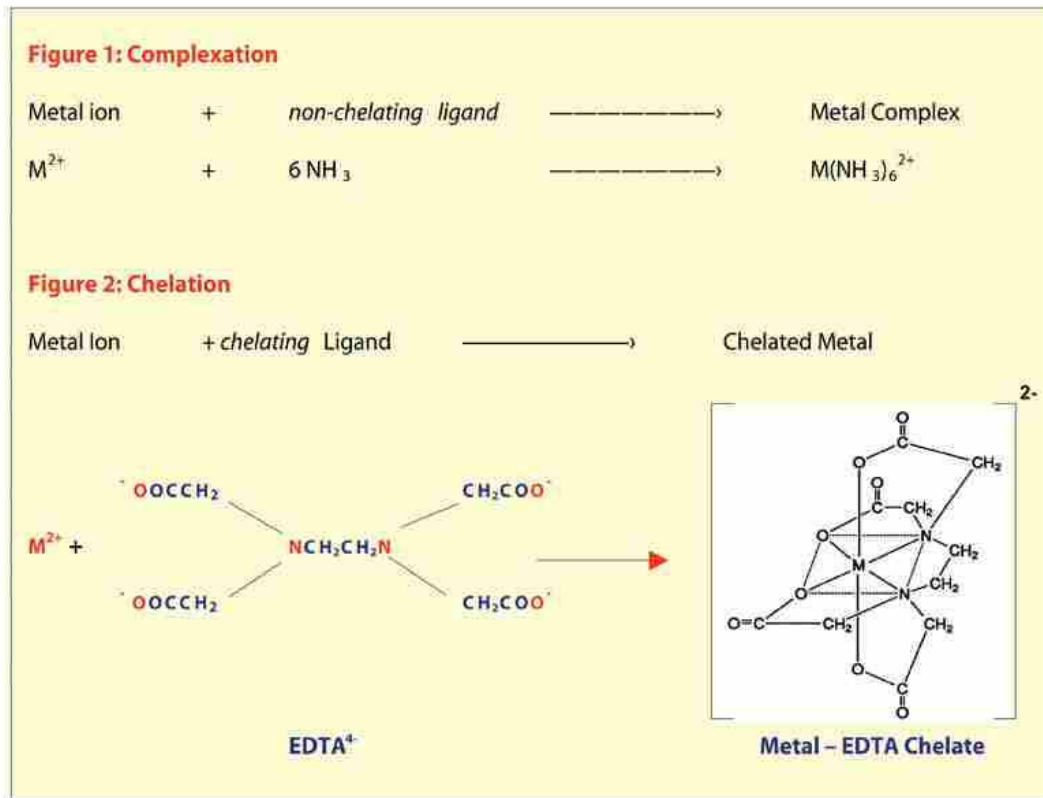 Figure 1: Complexation
Metal ion + non-chelating ligand ————————› Metal Complex
M²⁺ + 6 NH₃ ————————› M(NH₃)₆²⁺
Figure 2: Chelation
Metal Ion + chelating Ligand ————————› Chelated Metal
2-
O
C
O
CH₂
O
C
CH₂
⁻OOCCH₂ CH₂COO⁻
O N
CH₂
M²⁺ + NCH₂CH₂N
M
CH₂
O N
⁻OOCCH₂ CH₂COO⁻
O=C CH₂ CH₂
O
C
O
EDTA⁴⁻ Metal – EDTA Chelate